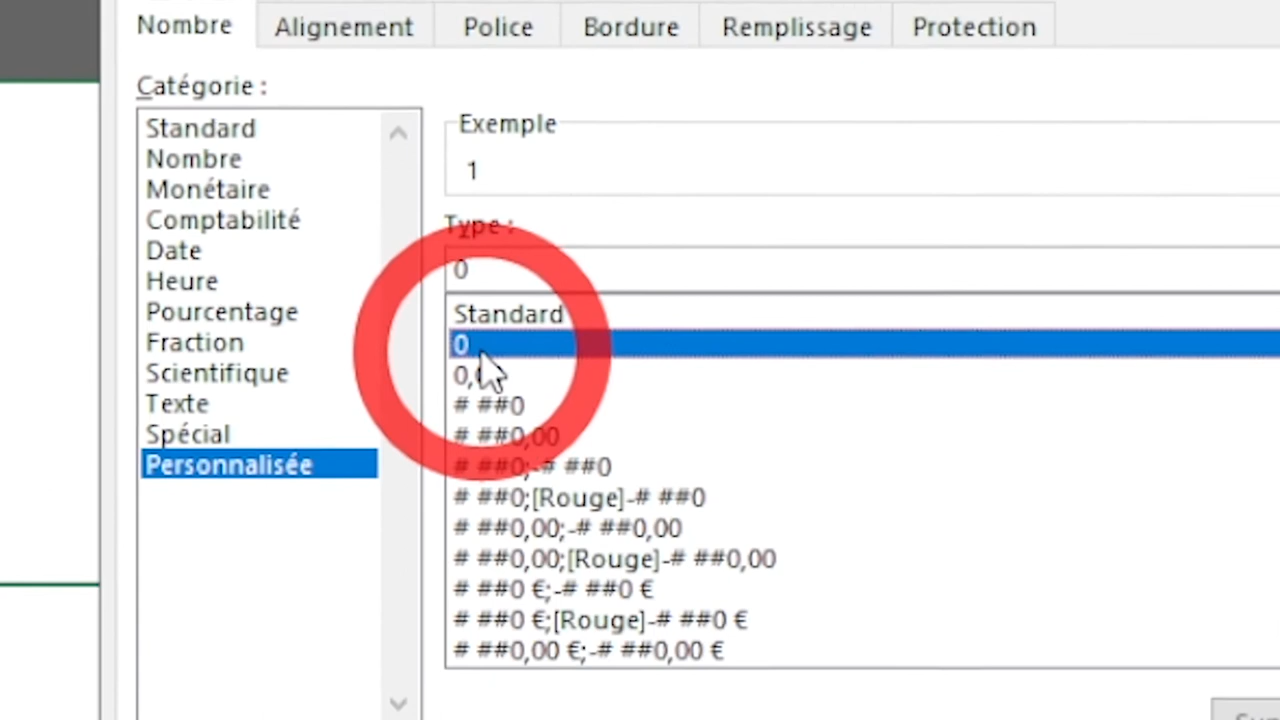 Nombre Alignement Police Bordure Remplissage Protection
Catégorie :
Standard
Nombre
Monétaire
Comptabilité
Date
Heure
Pourcentage
Fraction
Scientifique
Texte
Spécial
Personnalisée
Exemple
1
Type :
0
Standard
0
# ##0
# ##0,00
# ##0;-# ##0
# ##0;[Rouge]-# ##0
# ##0,00;-# ##0,00
# ##0,00;[Rouge]-# ##0,00
# ##0 €;-# ##0 €
# ##0 €;[Rouge]-# ##0 €
# ##0,00 €;-# ##0,00 €